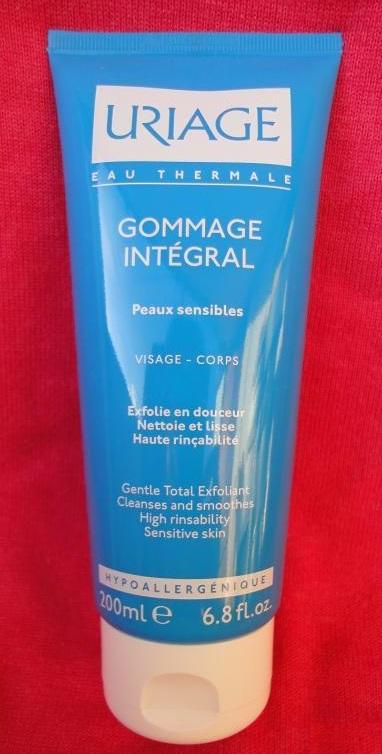 URIAGE
EAU THERMALE
GOMMAGE
INTÉGRAL
Peaux sensibles
VISAGE - CORPS
Exfolie en douceur
Nettoie et lisse
Haute rinçabilité
Gentle Total Exfoliant
Cleanses and smoothes
High rinsability
Sensitive skin
HYPOALLERGÉNIQUE
200ml e 6.8 fl.oz.